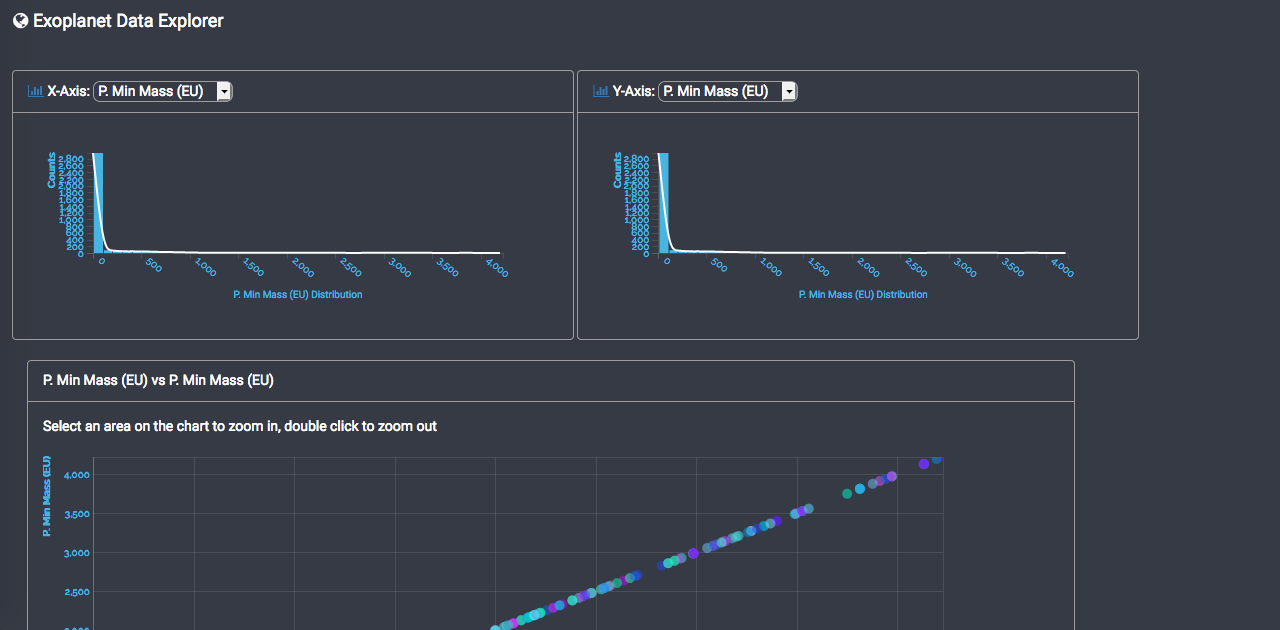 Exoplanet Data Explorer
X-Axis: P. Min Mass (EU)
Counts
2,800
2,600
2,400
2,200
2,000
1,800
1,600
1,400
1,200
1,000
800
600
400
200
0
0 500 1,000 1,500 2,000 2,500 3,000 3,500 4,000
P. Min Mass (EU) Distribution
Y-Axis: P. Min Mass (EU)
Counts
2,800
2,600
2,400
2,200
2,000
1,800
1,600
1,400
1,200
1,000
800
600
400
200
0
0 500 1,000 1,500 2,000 2,500 3,000 3,500 4,000
P. Min Mass (EU) Distribution
P. Min Mass (EU) vs P. Min Mass (EU)
Select an area on the chart to zoom in, double click to zoom out
P. Min Mass (EU)
4,000
3,500
3,000
2,500